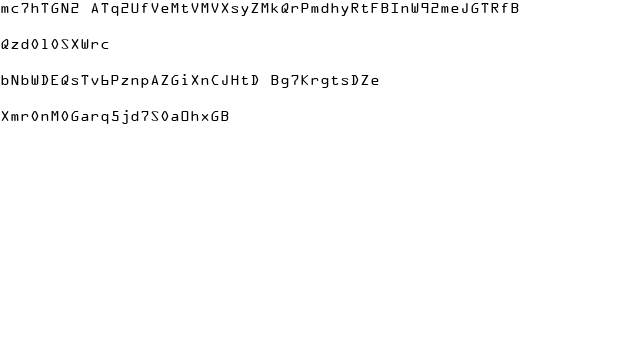 mc7hTGN2 ATq2UfVeMtVMVXsyZMkQrPmdhyRtFBInW92meJGTRfB
Qzd0l0SXWrc
bNbWDEQsTv6PznpAZGiXnCJHtD Bg7KrgtsDZe
Xmr0nM0Garq5jd7S0aOhxGB